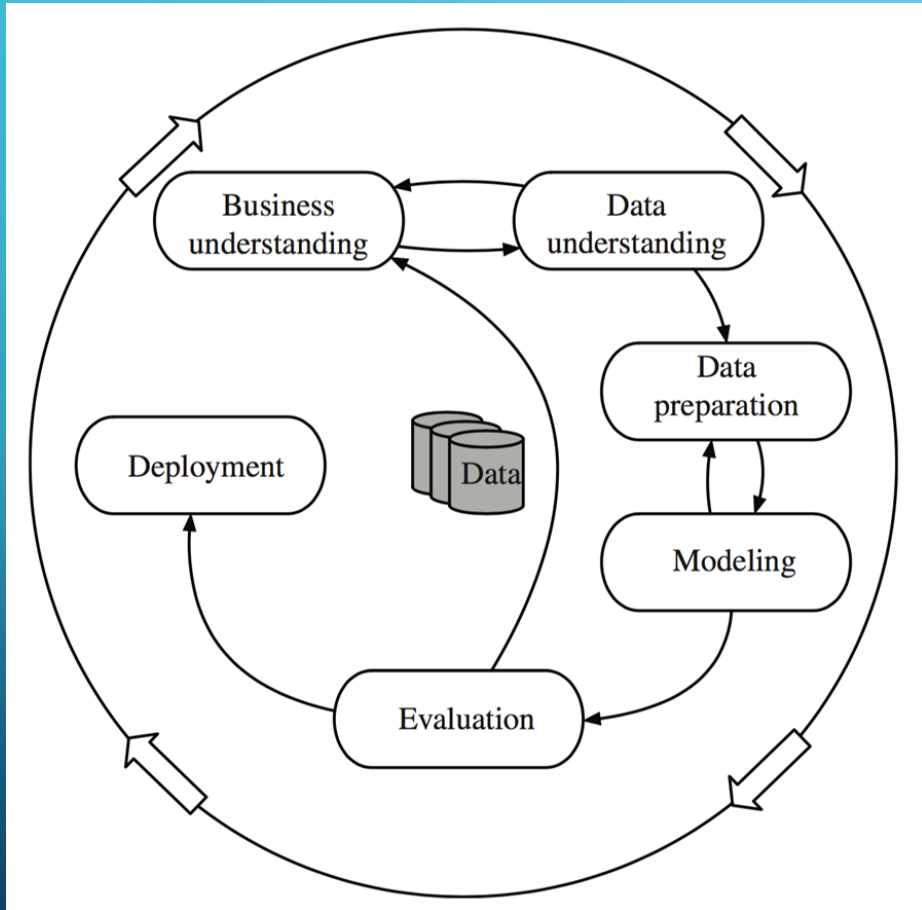 Business
understanding
Data
understanding
Data
preparation
Deployment
Data
Modeling
Evaluation